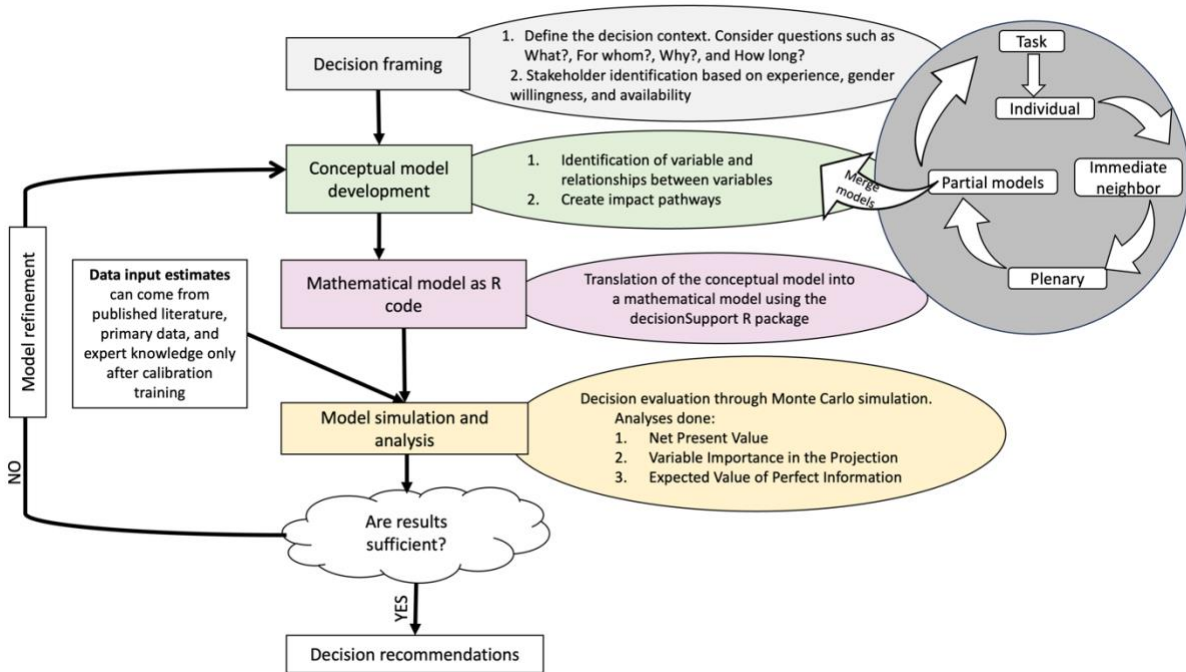 Decision framing
1. Define the decision context. Consider questions such as
What?, For whom?, Why?, and How long?
2. Stakeholder identification based on experience, gender
willingness, and availability
Task
Individual
Immediate
neighbor
Plenary
Partial models
Merge
models
Conceptual model
development
1. Identification of variable and
relationships between variables
2. Create impact pathways
Mathematical model as R
code
Translation of the conceptual model into
a mathematical model using the
decisionSupport R package
Model refinement
Data input estimates
can come from
published literature,
primary data, and
expert knowledge only
after calibration
training
Model simulation and
analysis
Decision evaluation through Monte Carlo simulation.
Analyses done:
1. Net Present Value
2. Variable Importance in the Projection
3. Expected Value of Perfect Information
NO
Are results
sufficient?
YES
Decision recommendations